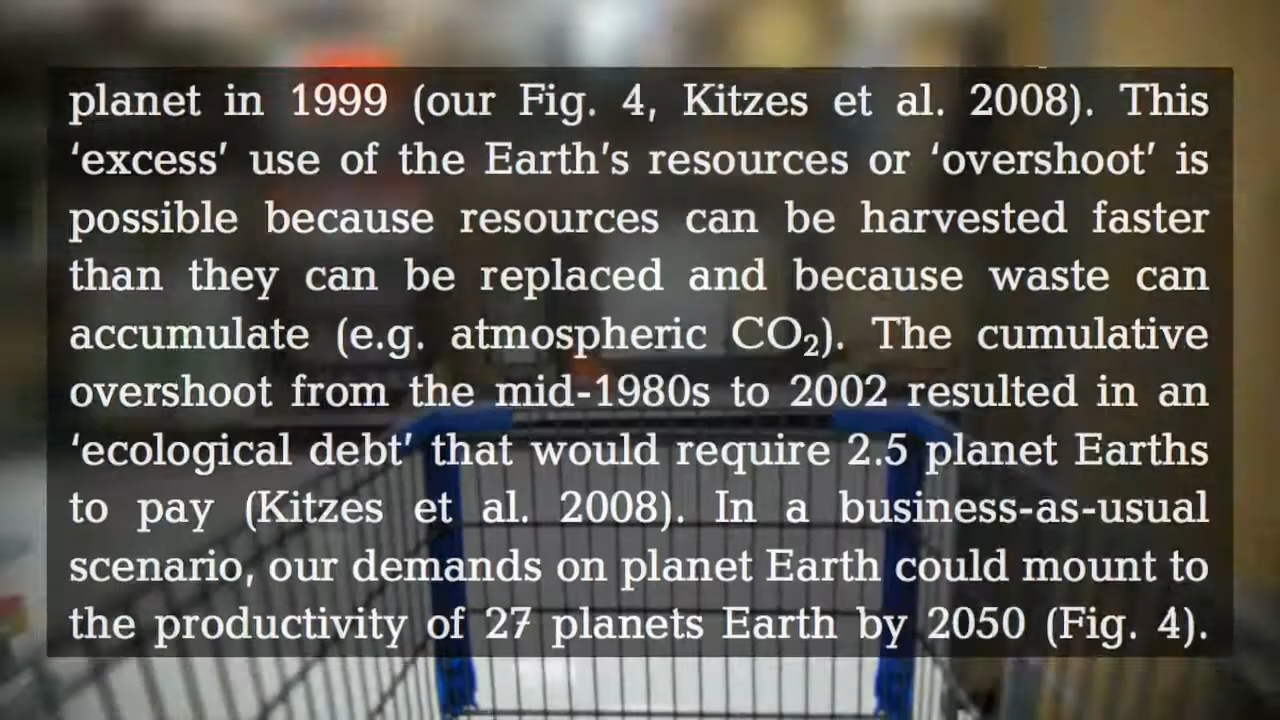 planet in 1999 (our Fig. 4, Kitzes et al. 2008). This
‘excess’ use of the Earth’s resources or ‘overshoot’ is
possible because resources can be harvested faster
than they can be replaced and because waste can
accumulate (e.g. atmospheric CO₂). The cumulative
overshoot from the mid-1980s to 2002 resulted in an
‘ecological debt’ that would require 2.5 planet Earths
to pay (Kitzes et al. 2008). In a business-as-usual
scenario, our demands on planet Earth could mount to
the productivity of 27 planets Earth by 2050 (Fig. 4).